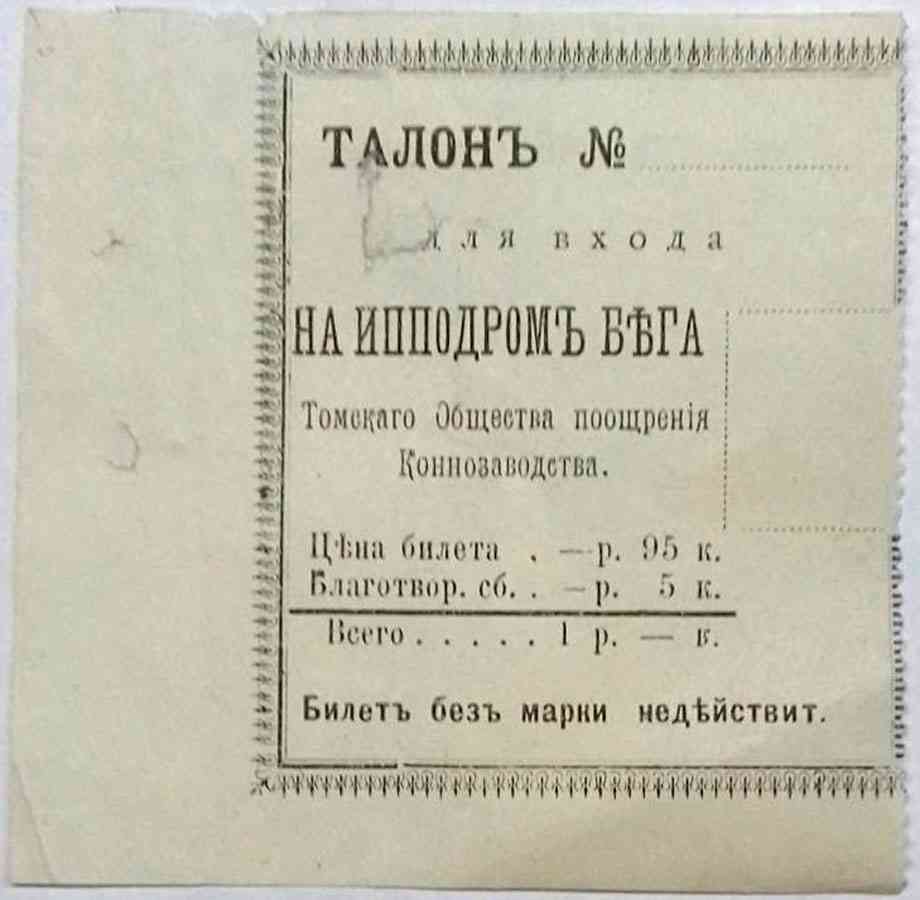 ТАЛОНЪ №
для входа
НА ИППОДРОМЪ БѢГА
Томскаго Общества поощренія
Коннозаводства.
Цѣна билета . —р. 95 к.
Благотвор. сб. . —р. 5 к.
Всего . . . . . 1 р. — к.
Билетъ безъ марки недѣйствит.